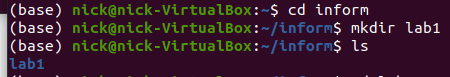 (base) nick@nick-VirtualBox:~$ cd inform
(base) nick@nick-VirtualBox:~/inform$ mkdir lab1
(base) nick@nick-VirtualBox:~/inform$ ls
lab1